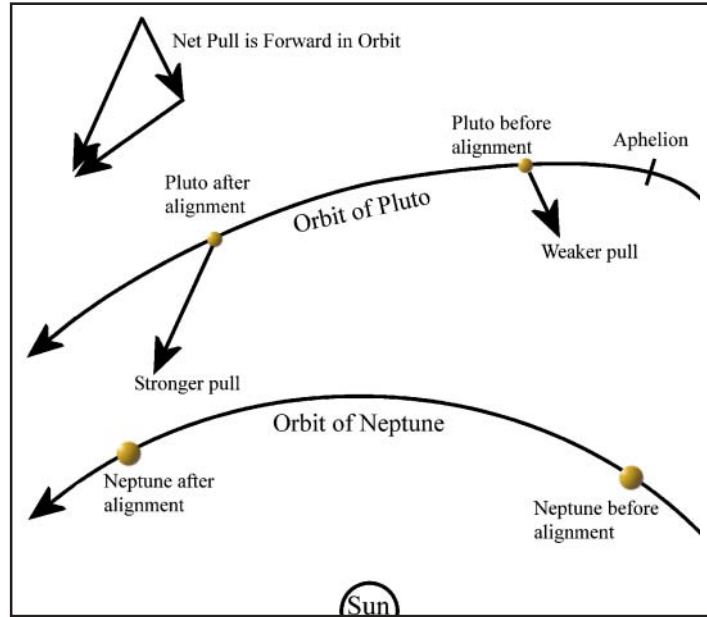 Net Pull is Forward in Orbit
Pluto before
alignment
Aphelion
Pluto after
alignment
Orbit of Pluto
Weaker pull
Stronger pull
Orbit of Neptune
Neptune after
alignment
Neptune before
alignment
Sun